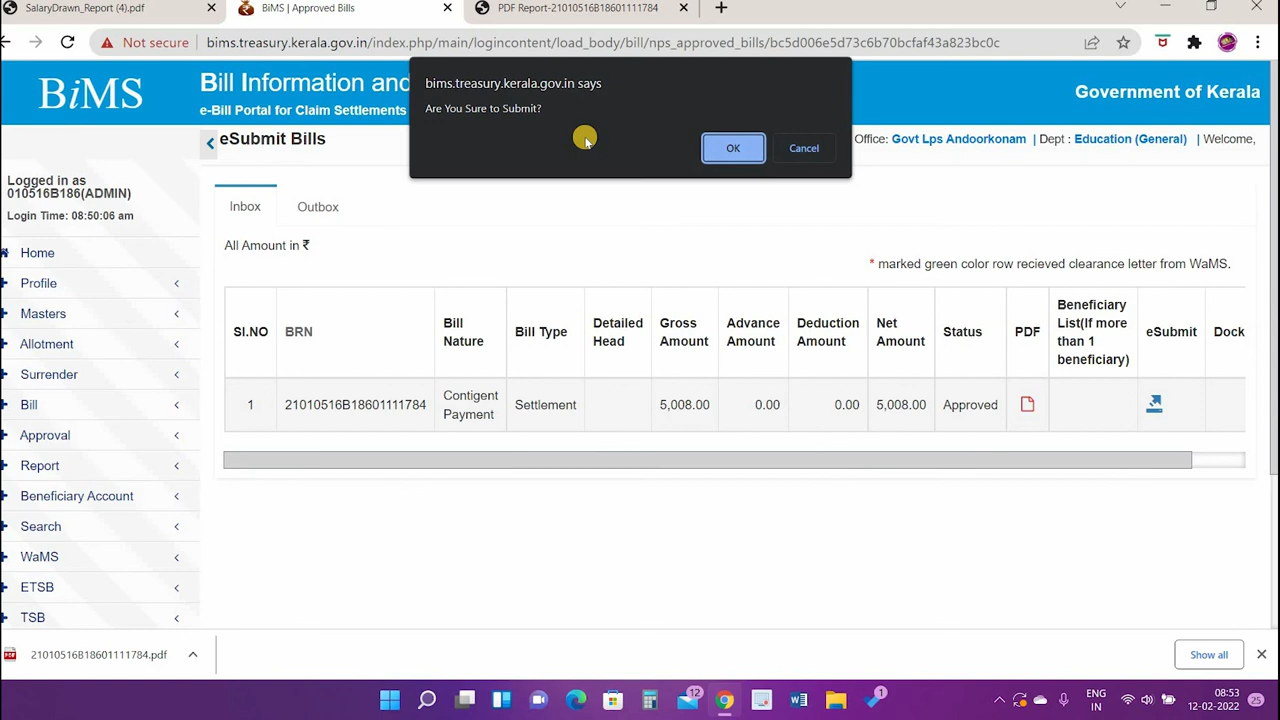 SalaryDrawn_Report (4).pdf
BiMS | Approved Bills
PDF Report-21010516B18601111784
Not secure
bims.treasury.kerala.gov.in/index.php/main/logincontent/load_body/bill/nps_approved_bills/bc5d006e5d73c6b70bcfaf43a823bc0c
BiMS
Bill Information and
e-Bill Portal for Claim Settlements
Government of Kerala
bims.treasury.kerala.gov.in says
Are You Sure to Submit?
OK
Cancel
eSubmit Bills
Office: Govt Lps Andoorkonam | Dept : Education (General) | Welcome,
Logged in as
010516B186(ADMIN)
Login Time: 08:50:06 am
Home
Profile
Masters
Allotment
Surrender
Bill
Approval
Report
Beneficiary Account
Search
WaMS
ETSB
TSB
Inbox
Outbox
All Amount in ₹
* marked green color row recieved clearance letter from WaMS.
Sl.NO
BRN
Bill
Nature
Bill Type
Detailed
Head
Gross
Amount
Advance
Amount
Deduction
Amount
Net
Amount
Status
PDF
Beneficiary
List(If more
than 1
beneficiary)
eSubmit
Dock
1
21010516B18601111784
Contigent
Payment
Settlement
5,008.00
0.00
0.00
5,008.00
Approved
21010516B18601111784.pdf
Show all
12
1
ENG
IN
08:53
12-02-2022
25